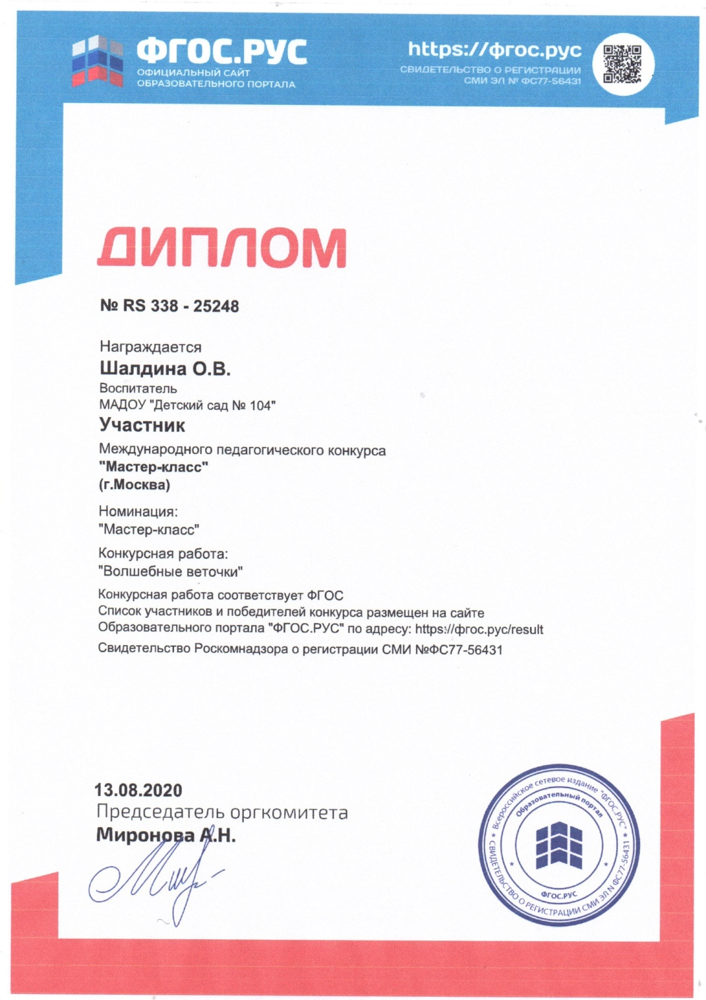 ФГОС.РУС
ОФИЦИАЛЬНЫЙ САЙТ
ОБРАЗОВАТЕЛЬНОГО ПОРТАЛА
https://фгос.рус
СВИДЕТЕЛЬСТВО О РЕГИСТРАЦИИ
СМИ ЭЛ № ФС77-56431
ДИПЛОМ
№ RS 338 - 25248
Награждается
Шалдина О.В.
Воспитатель
МАДОУ "Детский сад № 104"
Участник
Международного педагогического конкурса
"Мастер-класс"
(г.Москва)
Номинация:
"Мастер-класс"
Конкурсная работа:
"Волшебные веточки"
Конкурсная работа соответствует ФГОС
Список участников и победителей конкурса размещен на сайте
Образовательного портала "ФГОС.РУС" по адресу: https://фгос.рус/result
Свидетельство Роскомнадзора о регистрации СМИ №ФС77-56431
13.08.2020
Председатель оргкомитета
Миронова А.Н.
Всероссийское сетевое издание "ФГОС.РУС"
СВИДЕТЕЛЬСТВО О РЕГИСТРАЦИИ СМИ ЭЛ N ФС77-56431
Образовательный портал
ФГОС.РУС